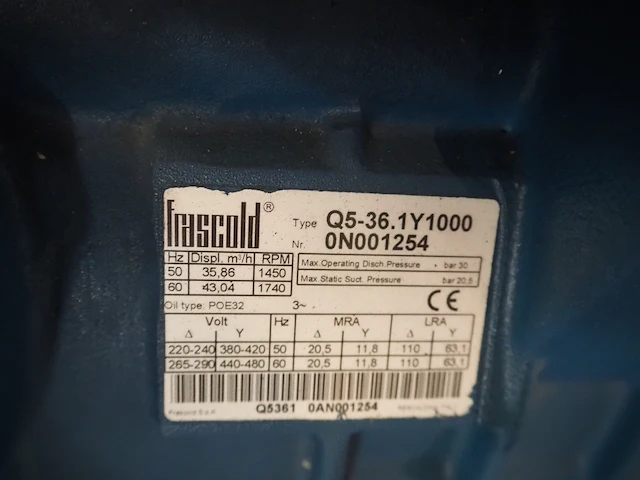 frascold®
Type Q5-36.1Y1000
Nr. 0N001254
Hz Displ. m³/h RPM
50 35,86 1450
60 43,04 1740
Max.Operating Disch.Pressure bar 30
Max.Static Suct. Pressure bar 20,5
Oil type: POE32 3~ CE
Volt Hz MRA LRA
Δ Y Δ Y Δ Y
220-240 380-420 50 20,5 11,8 110 63,1
265-290 440-480 60 20,5 11,8 110 63,1
Q5361 0AN001254
Frascold S.p.A.